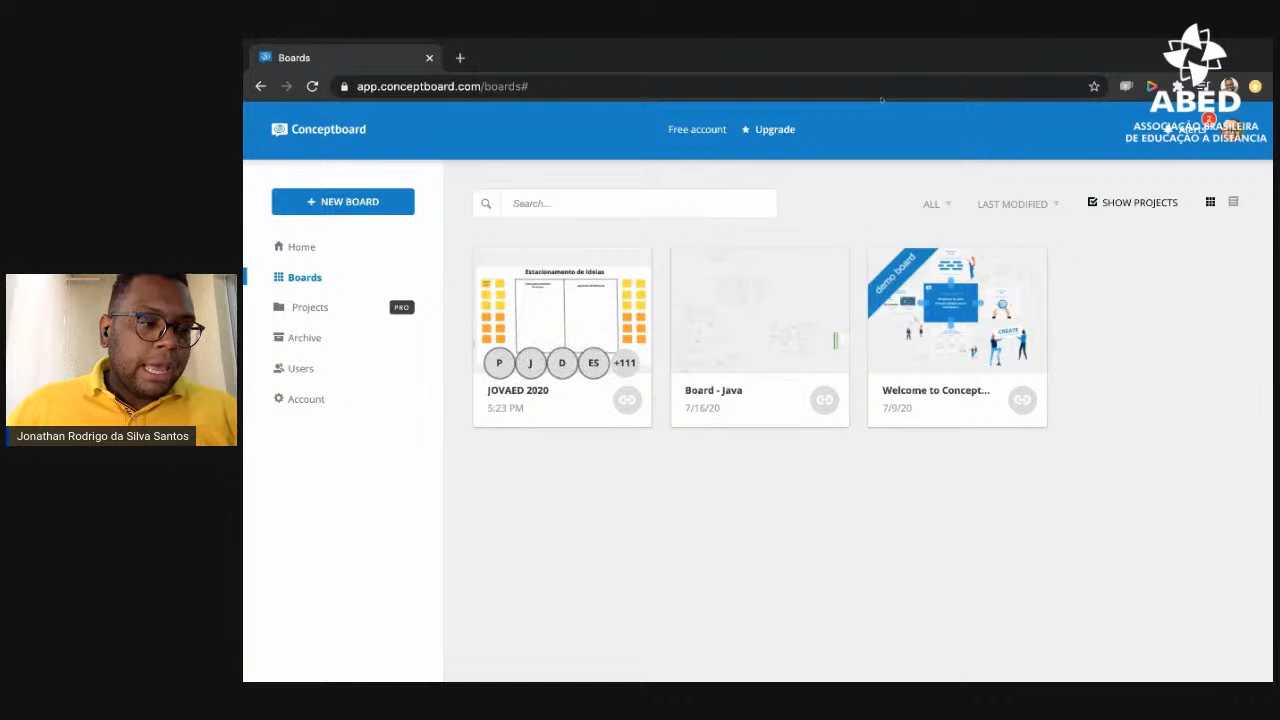 Boards
app.conceptboard.com/boards#
ABED
ASSOCIAÇÃO BRASILEIRA
DE EDUCAÇÃO A DISTÂNCIA
Conceptboard
Free account
Upgrade
2
Alerts
+ NEW BOARD
Search...
ALL
LAST MODIFIED
SHOW PROJECTS
Home
Boards
Projects
PRO
Archive
Users
Account
Estacionamento de Ideias
P
J
D
ES
+111
JOVAED 2020
5:23 PM
Board - Java
7/16/20
demo board
CREATE
Welcome to Concept...
7/9/20
Jonathan Rodrigo da Silva Santos